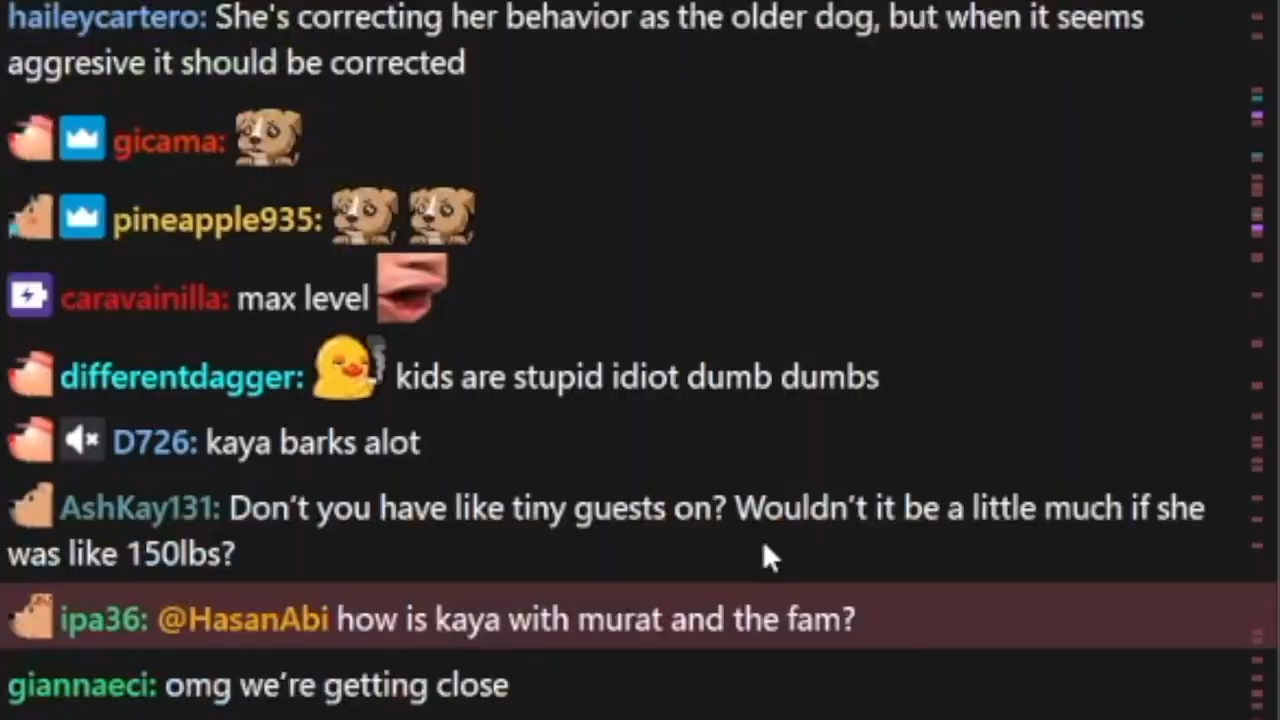 haileycartero: She's correcting her behavior as the older dog, but when it seems
aggresive it should be corrected
gicama:
pineapple935:
caravainilla: max level
differentdagger: kids are stupid idiot dumb dumbs
D726: kaya barks alot
AshKay131: Don't you have like tiny guests on? Wouldn't it be a little much if she
was like 150lbs?
ipa36: @HasanAbi how is kaya with murat and the fam?
giannaeci: omg we're getting close